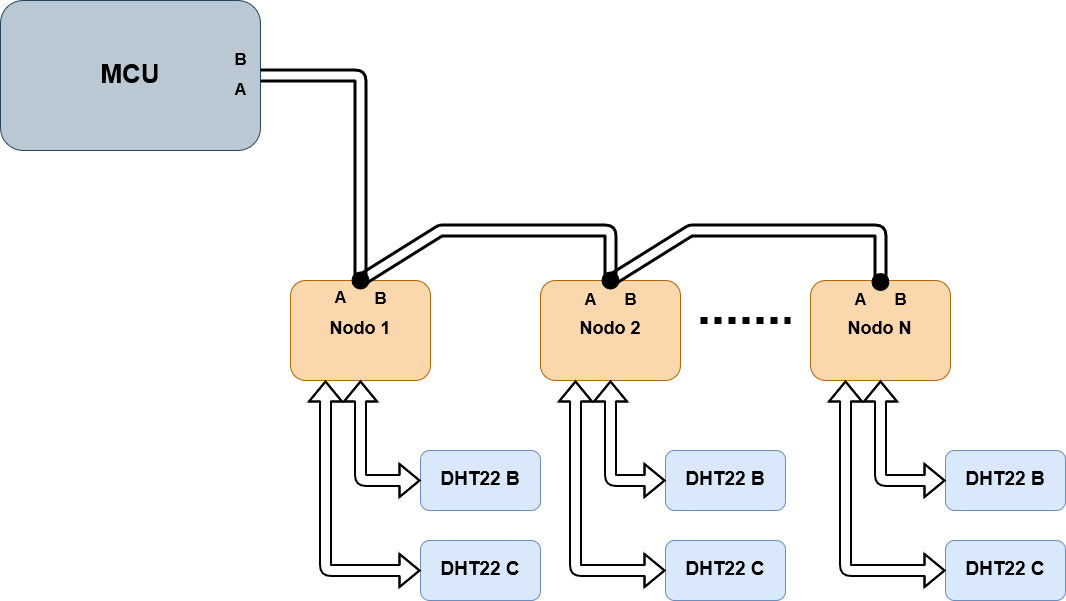 B
MCU
A
A B
Nodo 1
A B
Nodo 2
A B
Nodo N
DHT22 B
DHT22 B
DHT22 B
DHT22 C
DHT22 C
DHT22 C